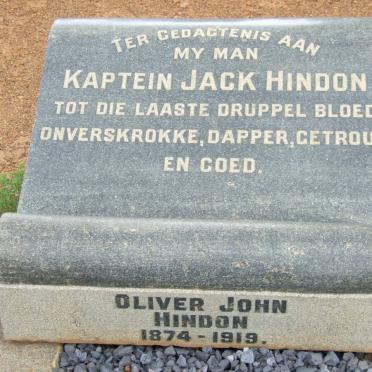 TER GEDAGTENIS AAN
MY MAN
KAPTEIN JACK HINDON
TOT DIE LAASTE DRUPPEL BLOED
ONVERSKROKKE, DAPPER, GETROU
EN GOED.
OLIVER JOHN
HINDON
1874-1919.